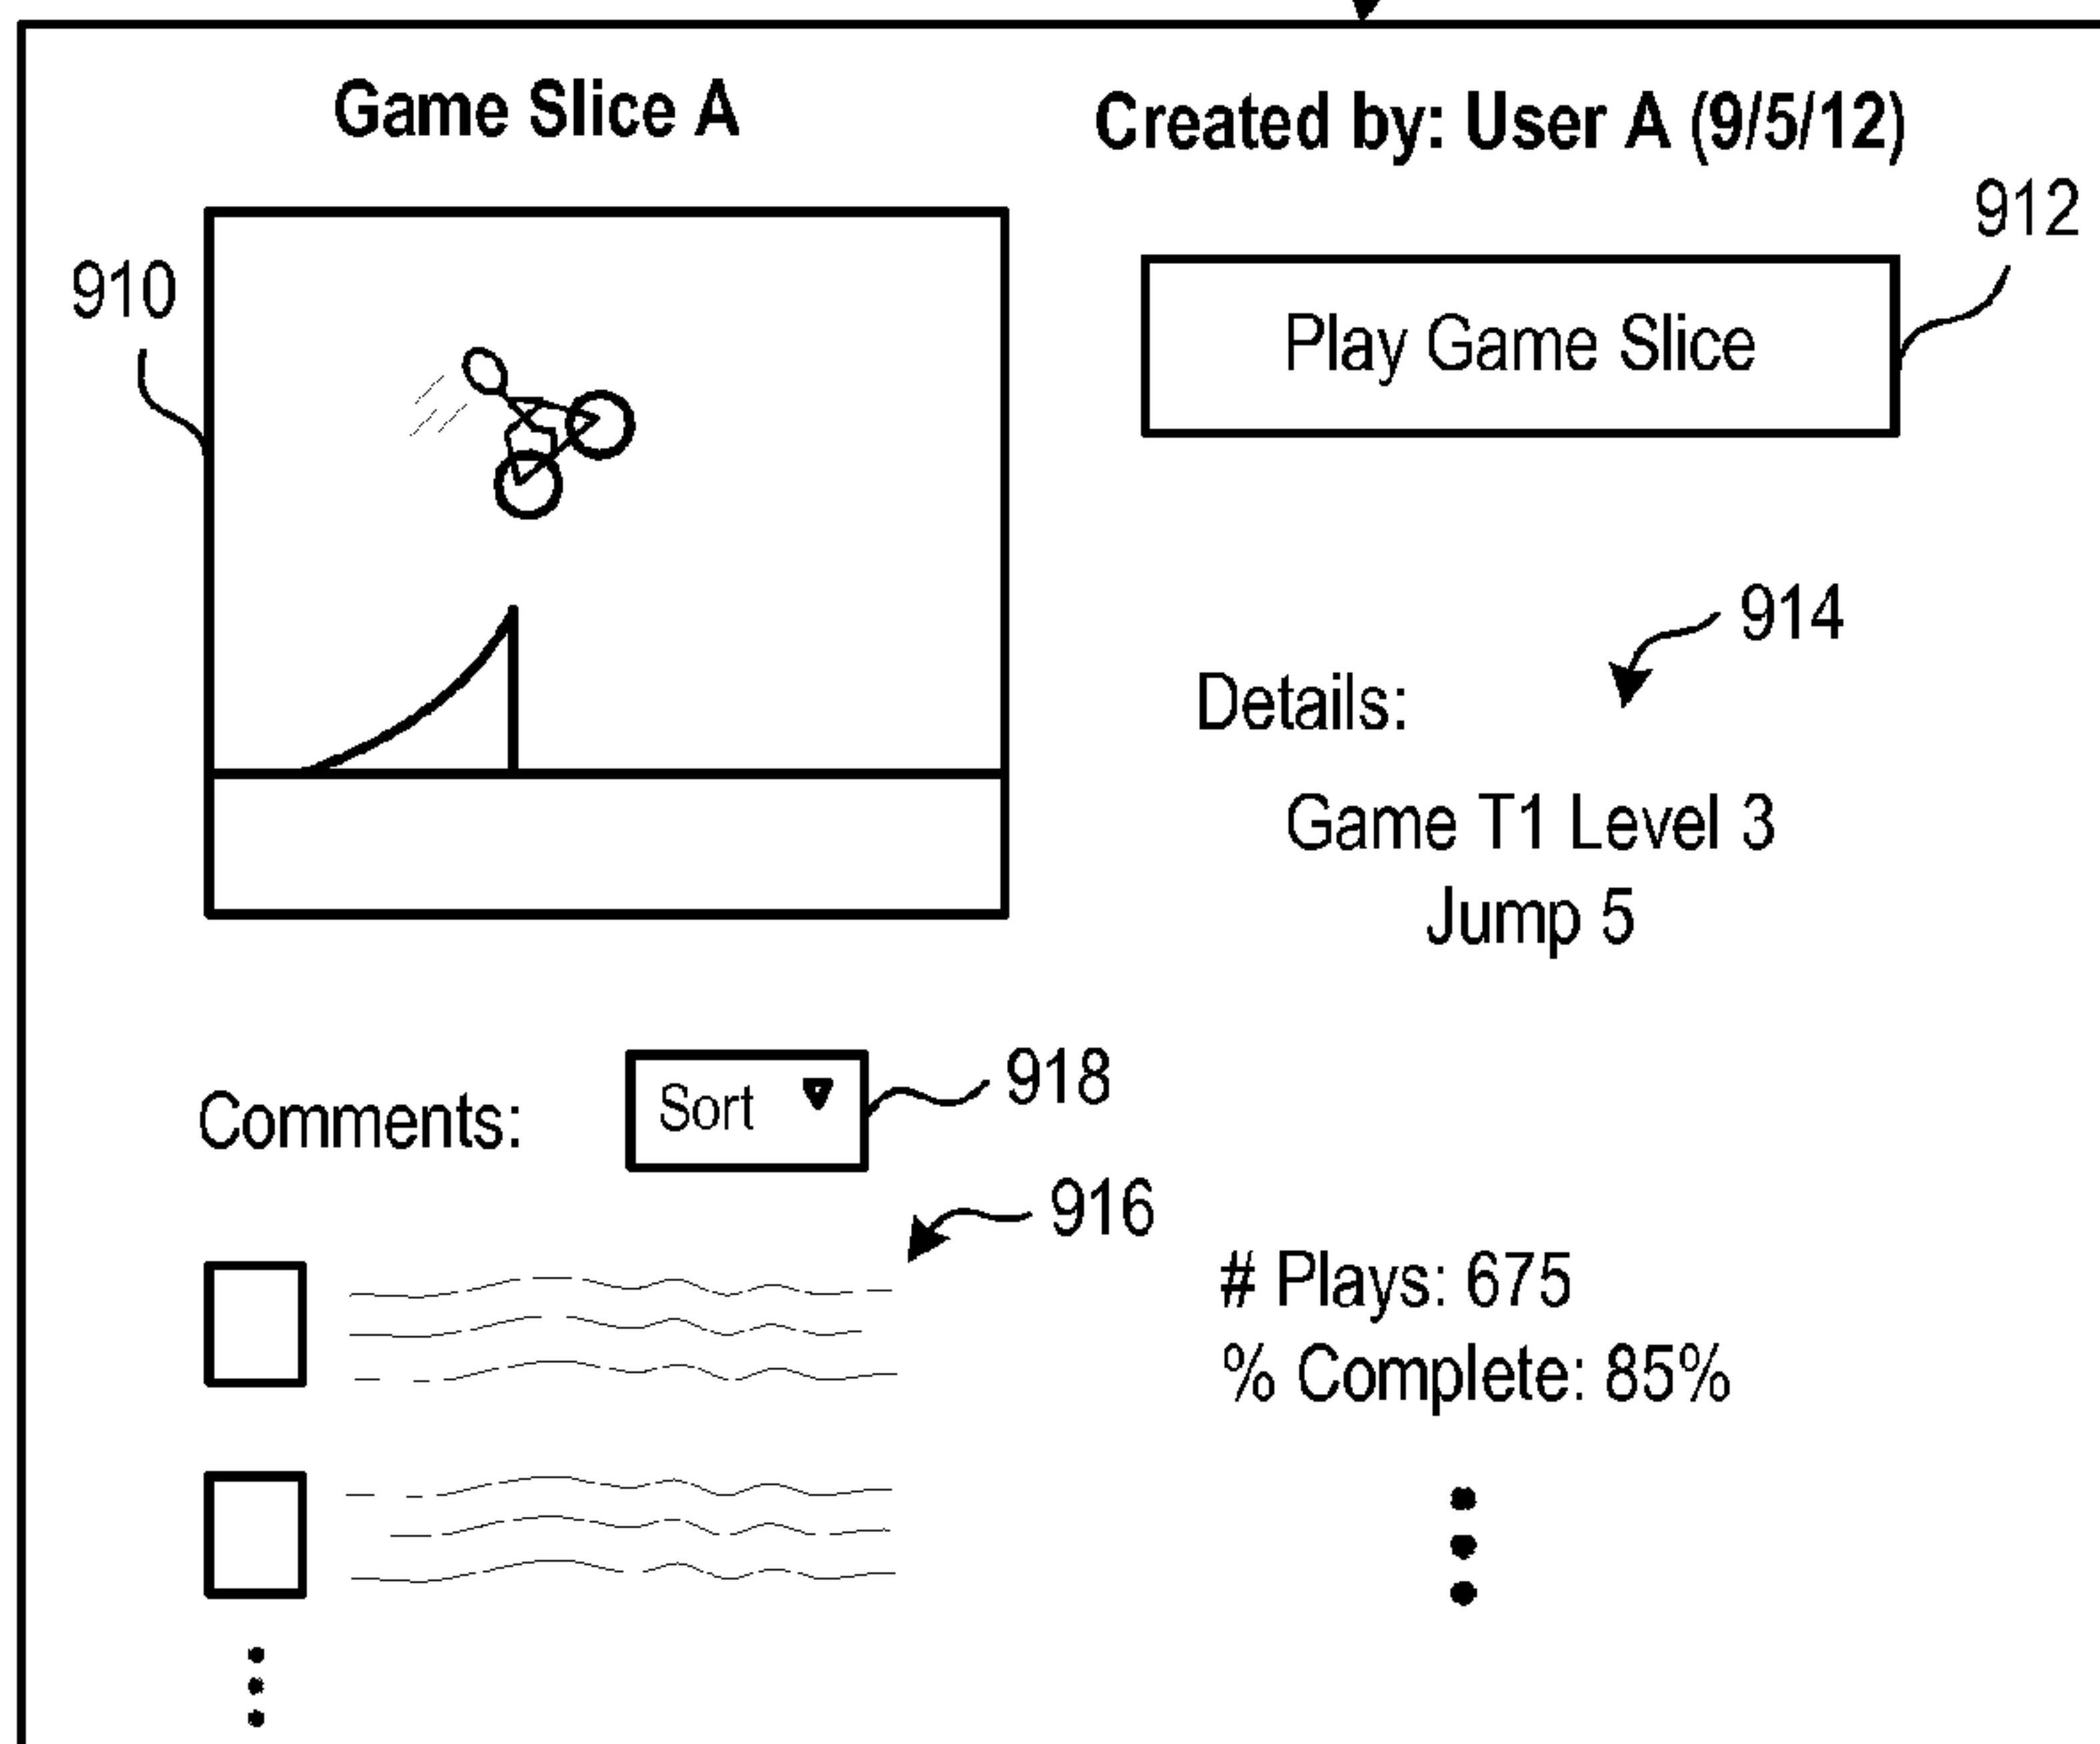 Game Slice A
Created by: User A (9/5/12)
912
910
Play Game Slice
914
Details:
Game T1 Level 3
Jump 5
918
Comments:
Sort
916
# Plays: 675
% Complete: 85%